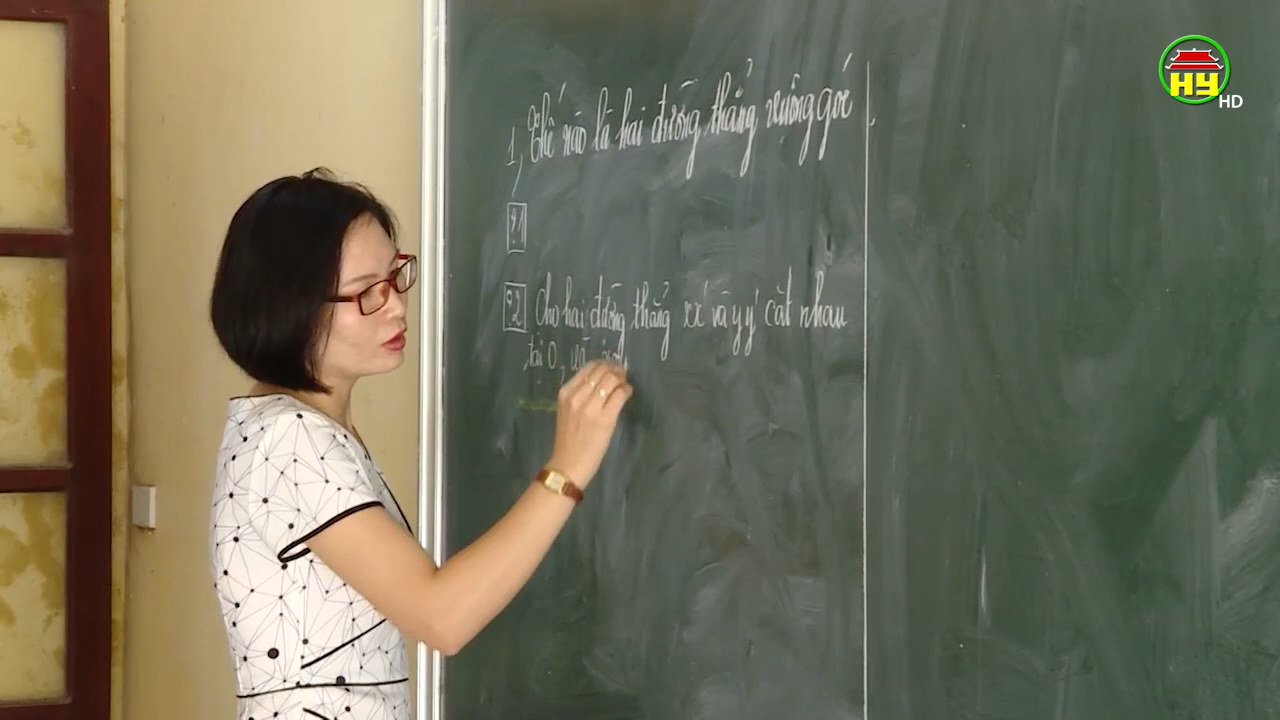 1, Thế nào là hai đường thẳng vuông góc
?1
?2 Cho hai đường thẳng xx' và yy' cắt nhau
tại O, và
HY HD